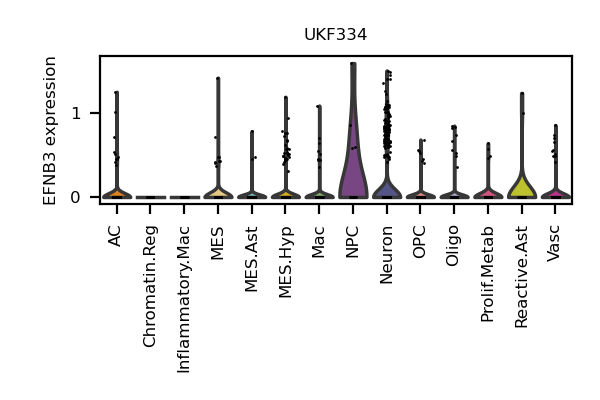 UKF334
EFNB3 expression
1
0
AC
Chromatin.Reg
Inflammatory.Mac
MES
MES.Ast
MES.Hyp
Mac
NPC
Neuron
OPC
Oligo
Prolif.Metab
Reactive.Ast
Vasc